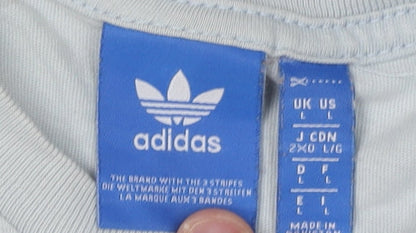 adidas
THE BRAND WITH THE 3 STRIPES
DIE WELTMARKE MIT DEN 3 STREIFEN
LA MARQUE AUX 3 BANDES
UK US
L L
J CDN
2XO L/G
D F
L L
E I
L L
MADE IN